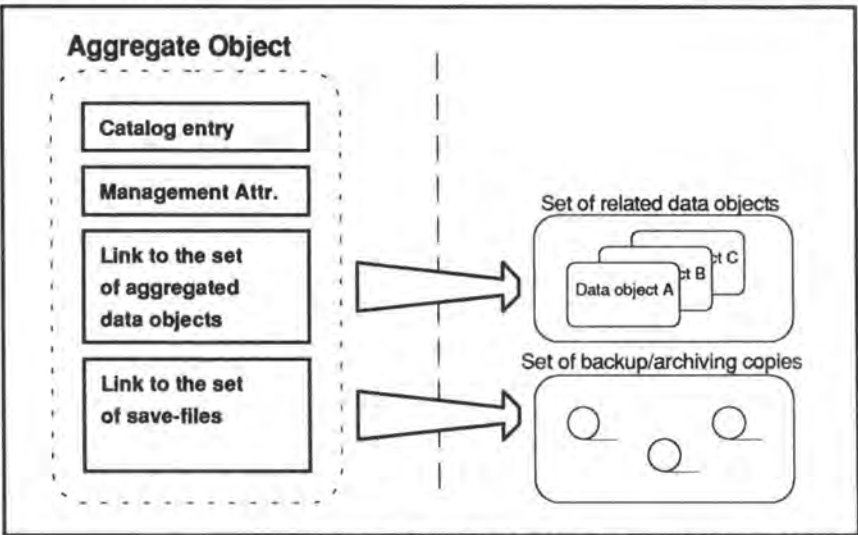 Aggregate Object
Catalog entry
Management Attr.
Link to the set
of aggregated
data objects
Link to the set
of save-files
Set of related data objects
ct C
ct B
Data object A
Set of backup/archiving copies